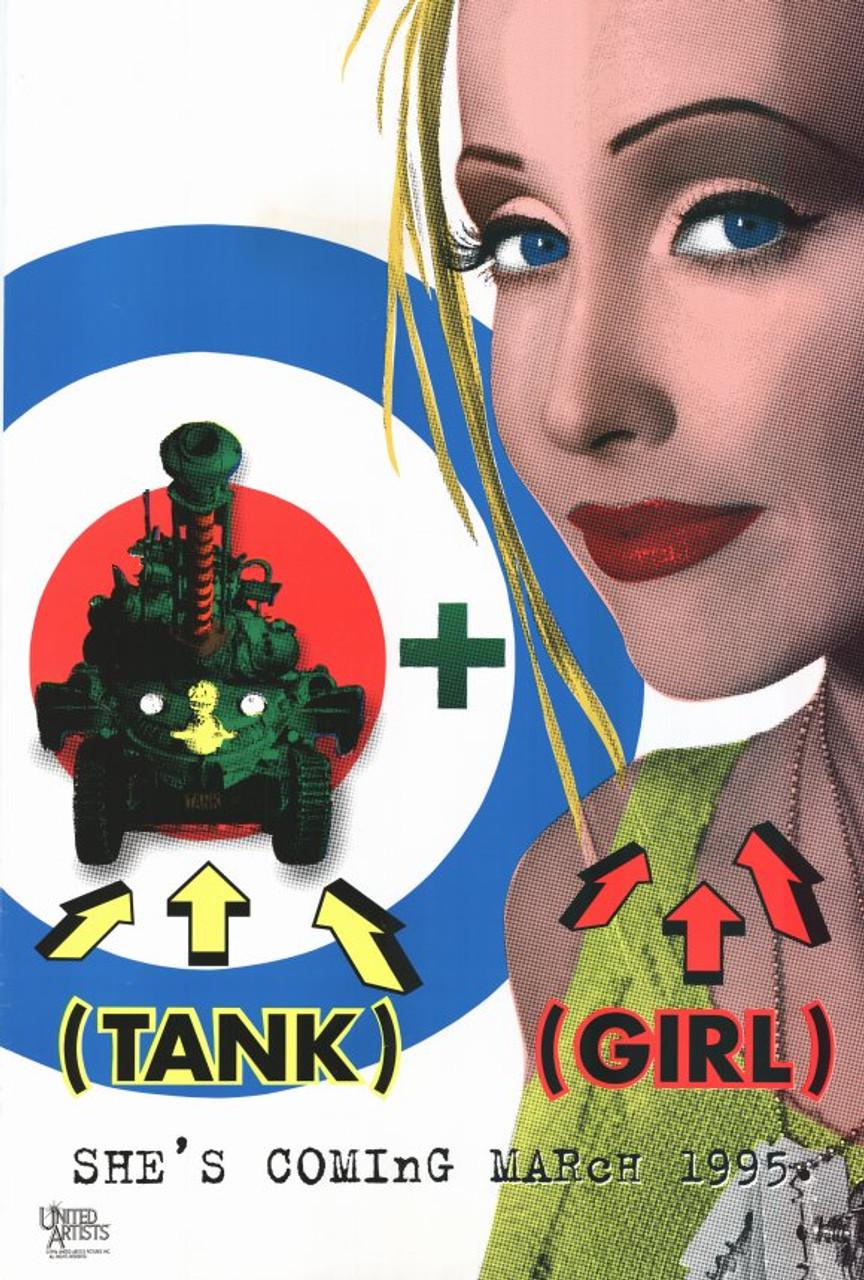 TANK
(TANK) (GIRL)
SHE'S COMInG MARcH 1995.
UNITED
ARTISTS